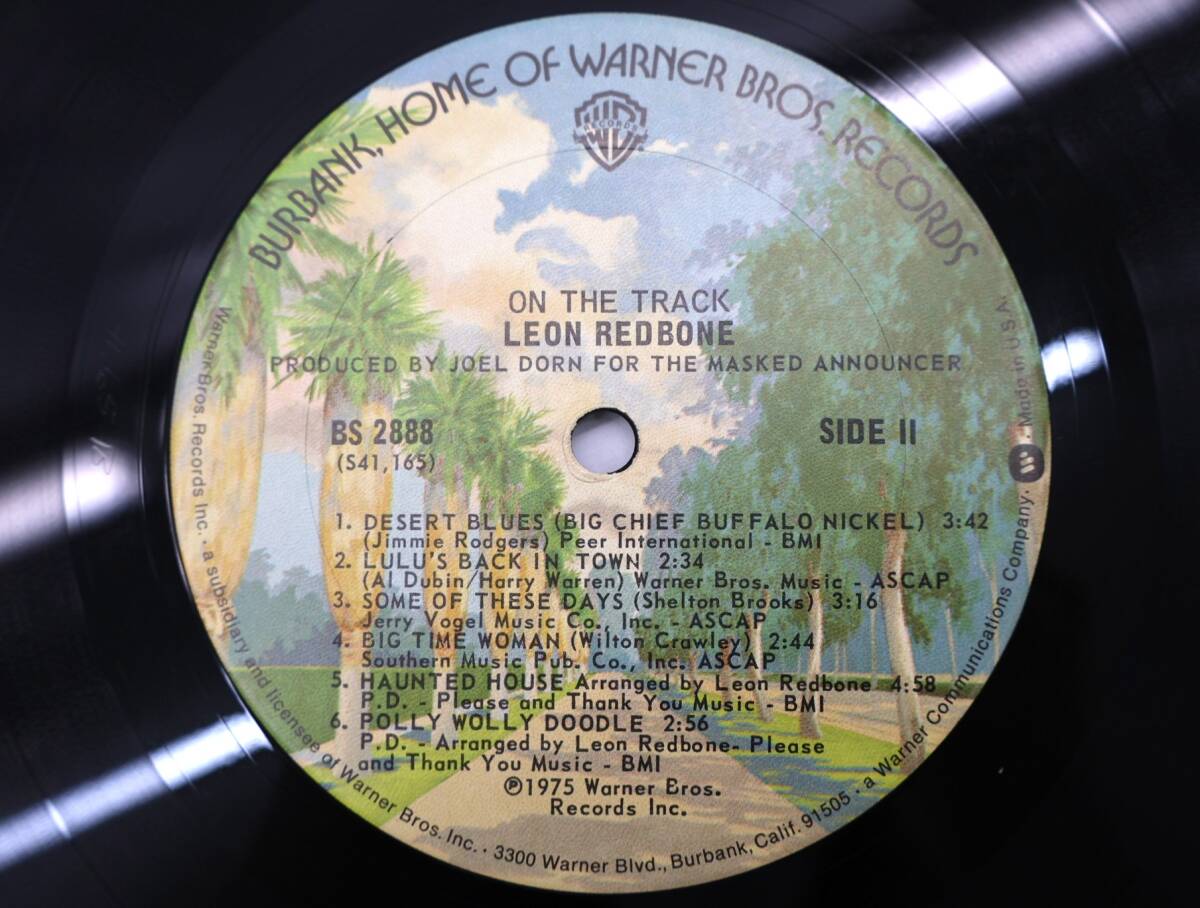 BURBANK, HOME OF WARNER BROS. RECORDS
WB
RECORDS
ON THE TRACK
LEON REDBONE
PRODUCED BY JOEL DORN FOR THE MASKED ANNOUNCER
BS 2888
SIDE II
(S41,165)
1. DESERT BLUES (BIG CHIEF BUFFALO NICKEL) 3:42
(Jimmie Rodgers) Peer International - BMI
2. LULU'S BACK IN TOWN 2:34
(Al Dubin/Harry Warren) Warner Bros. Music - ASCAP
3. SOME OF THESE DAYS (Shelton Brooks) 3:16
Jerry Vogel Music Co., Inc. - ASCAP
4. BIG TIME WOMAN (Wilton Crawley) 2:44
Southern Music Pub. Co., Inc. ASCAP
5. HAUNTED HOUSE Arranged by Leon Redbone 4:58
P.D. - Please and Thank You Music - BMI
6. POLLY WOLLY DOODLE 2:56
P.D. - Arranged by Leon Redbone- Please
and Thank You Music - BMI
℗1975 Warner Bros.
Records Inc.
Warner Bros. Records Inc. • a subsidiary and licensee of Warner Bros. Inc. • 3300 Warner Blvd., Burbank, Calif. 91505 • a Warner Communications Company. • Made in U.S.A.